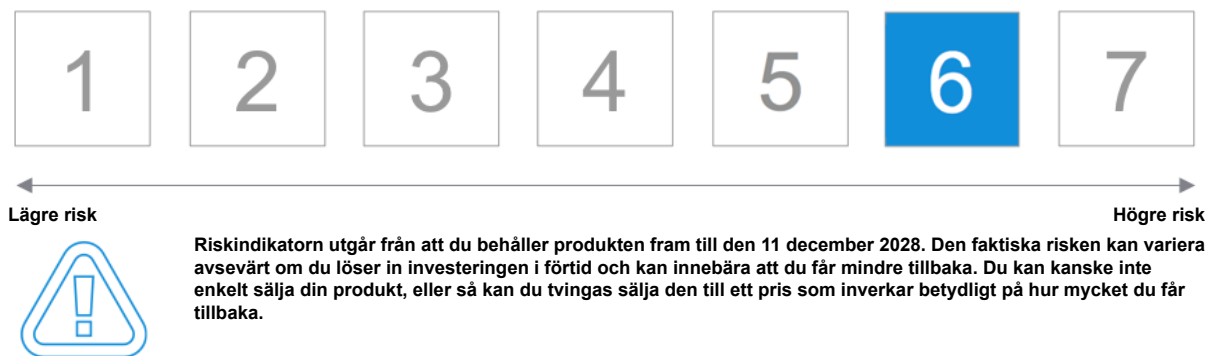 1 2 3 4 5 6 7
Lägre risk Högre risk
Riskindikatorn utgår från att du behåller produkten fram till den 11 december 2028. Den faktiska risken kan variera
avsevärt om du löser in investeringen i förtid och kan innebära att du får mindre tillbaka. Du kan kanske inte
enkelt sälja din produkt, eller så kan du tvingas sälja den till ett pris som inverkar betydligt på hur mycket du får
tillbaka.